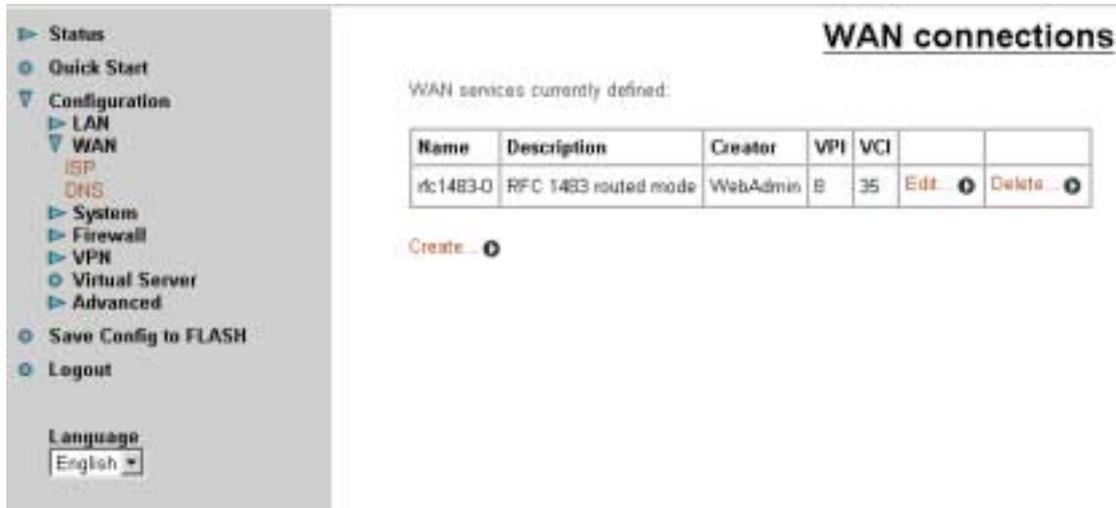 Status
Quick Start
Configuration
LAN
WAN
ISP
DNS
System
Firewall
VPN
Virtual Server
Advanced
Save Config to FLASH
Logout
Language
English
WAN connections
WAN services currently defined:
Name Description Creator VPI VCI
rfc1483-0 RFC 1483 routed mode WebAdmin 8 35 Edit... Delete...
Create...